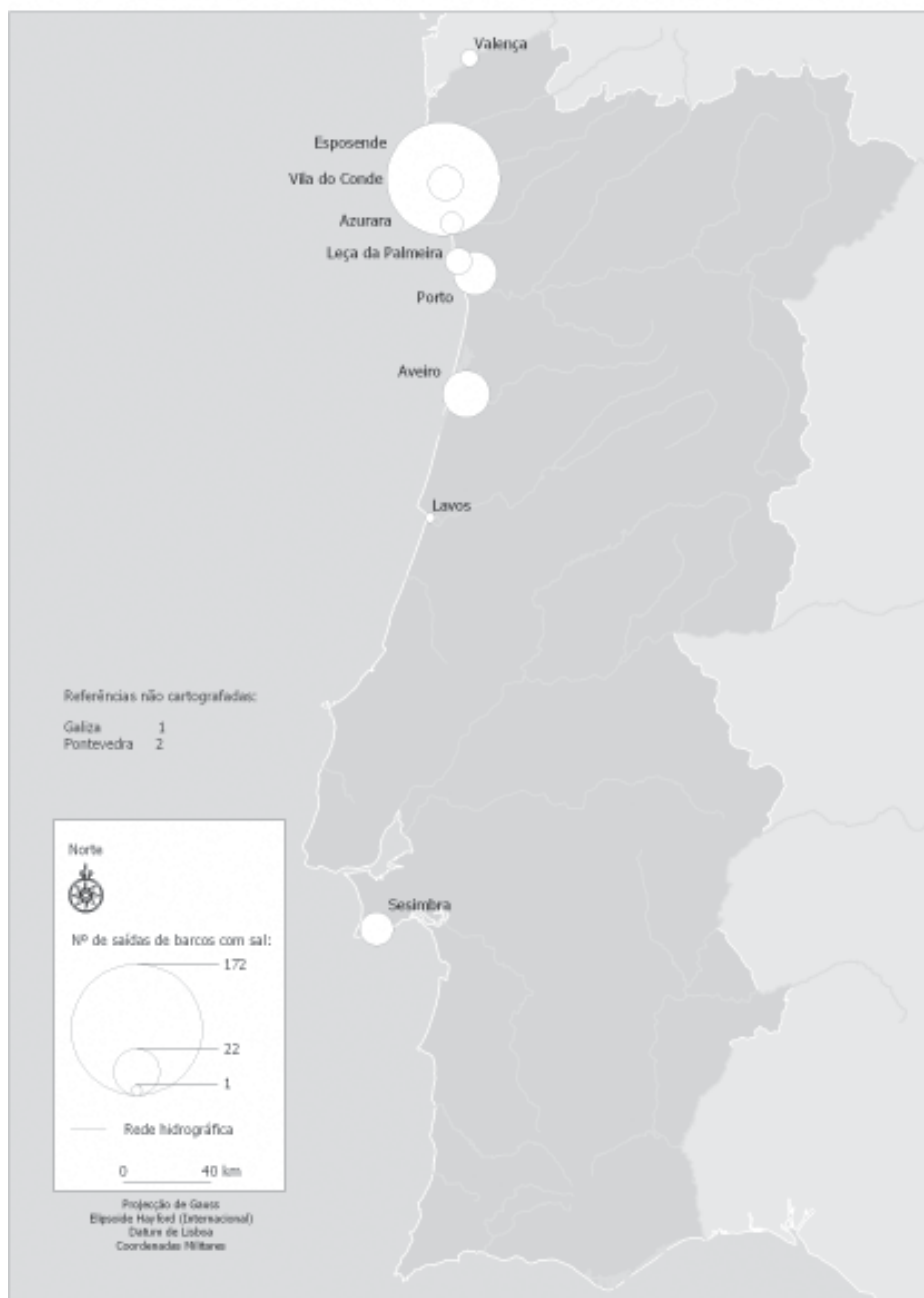 Valença
Esposende
Vila do Conde
Azurara
Leça da Palmeira
Porto
Aveiro
Lavos
Referências não cartografadas:
Galiza 1
Pontevedra 2
Sesimbra
Norte
Nº de saídas de barcos com sal:
172
22
1
Rede hidrográfica
0 40 km
Projecção de Gauss
Elipsoide Hayford (Internacional)
Datum de Lisboa
Coordenadas Militares